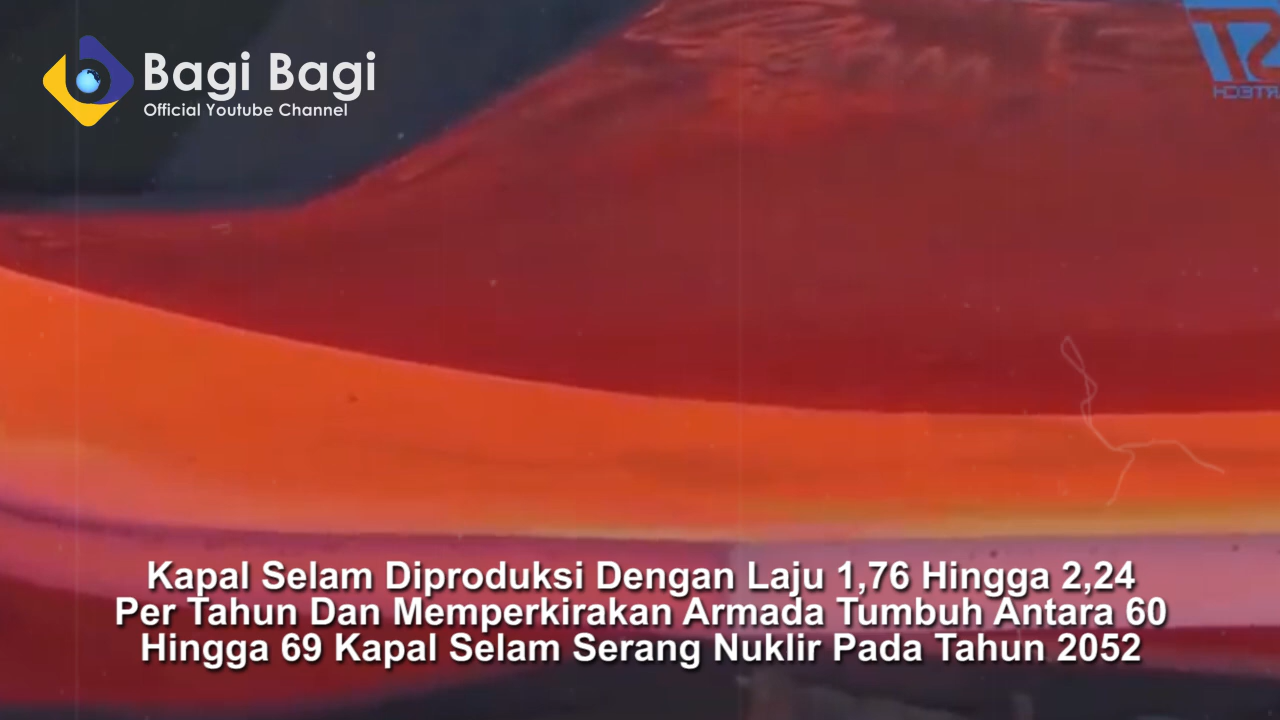 Bagi Bagi
Official Youtube Channel
Kapal Selam Diproduksi Dengan Laju 1,76 Hingga 2,24
Per Tahun Dan Memperkirakan Armada Tumbuh Antara 60
Hingga 69 Kapal Selam Serang Nuklir Pada Tahun 2052